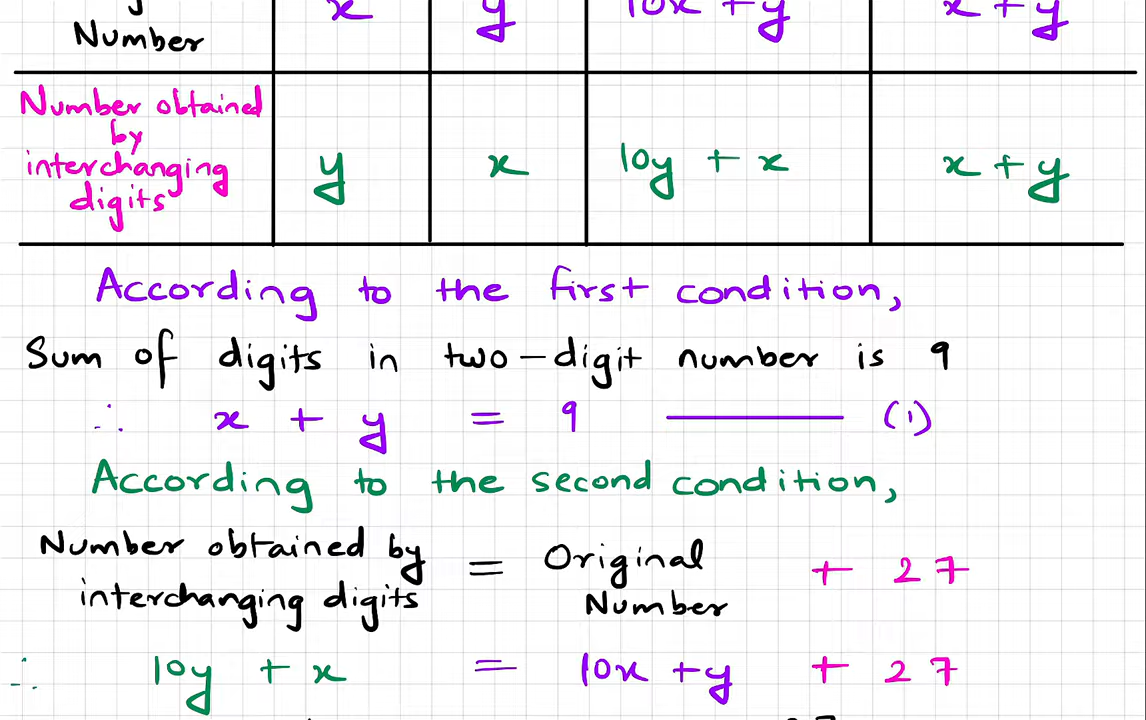 x y 10x + y x + y
Number
Number obtained
by
interchanging
digits
y x 10y + x x + y
According to the first condition,
Sum of digits in two-digit number is 9
∴ x + y = 9 —— (1)
According to the second condition,
Number obtained by
interchanging digits = Original
Number + 27
∴ 10y + x = 10x + y + 27